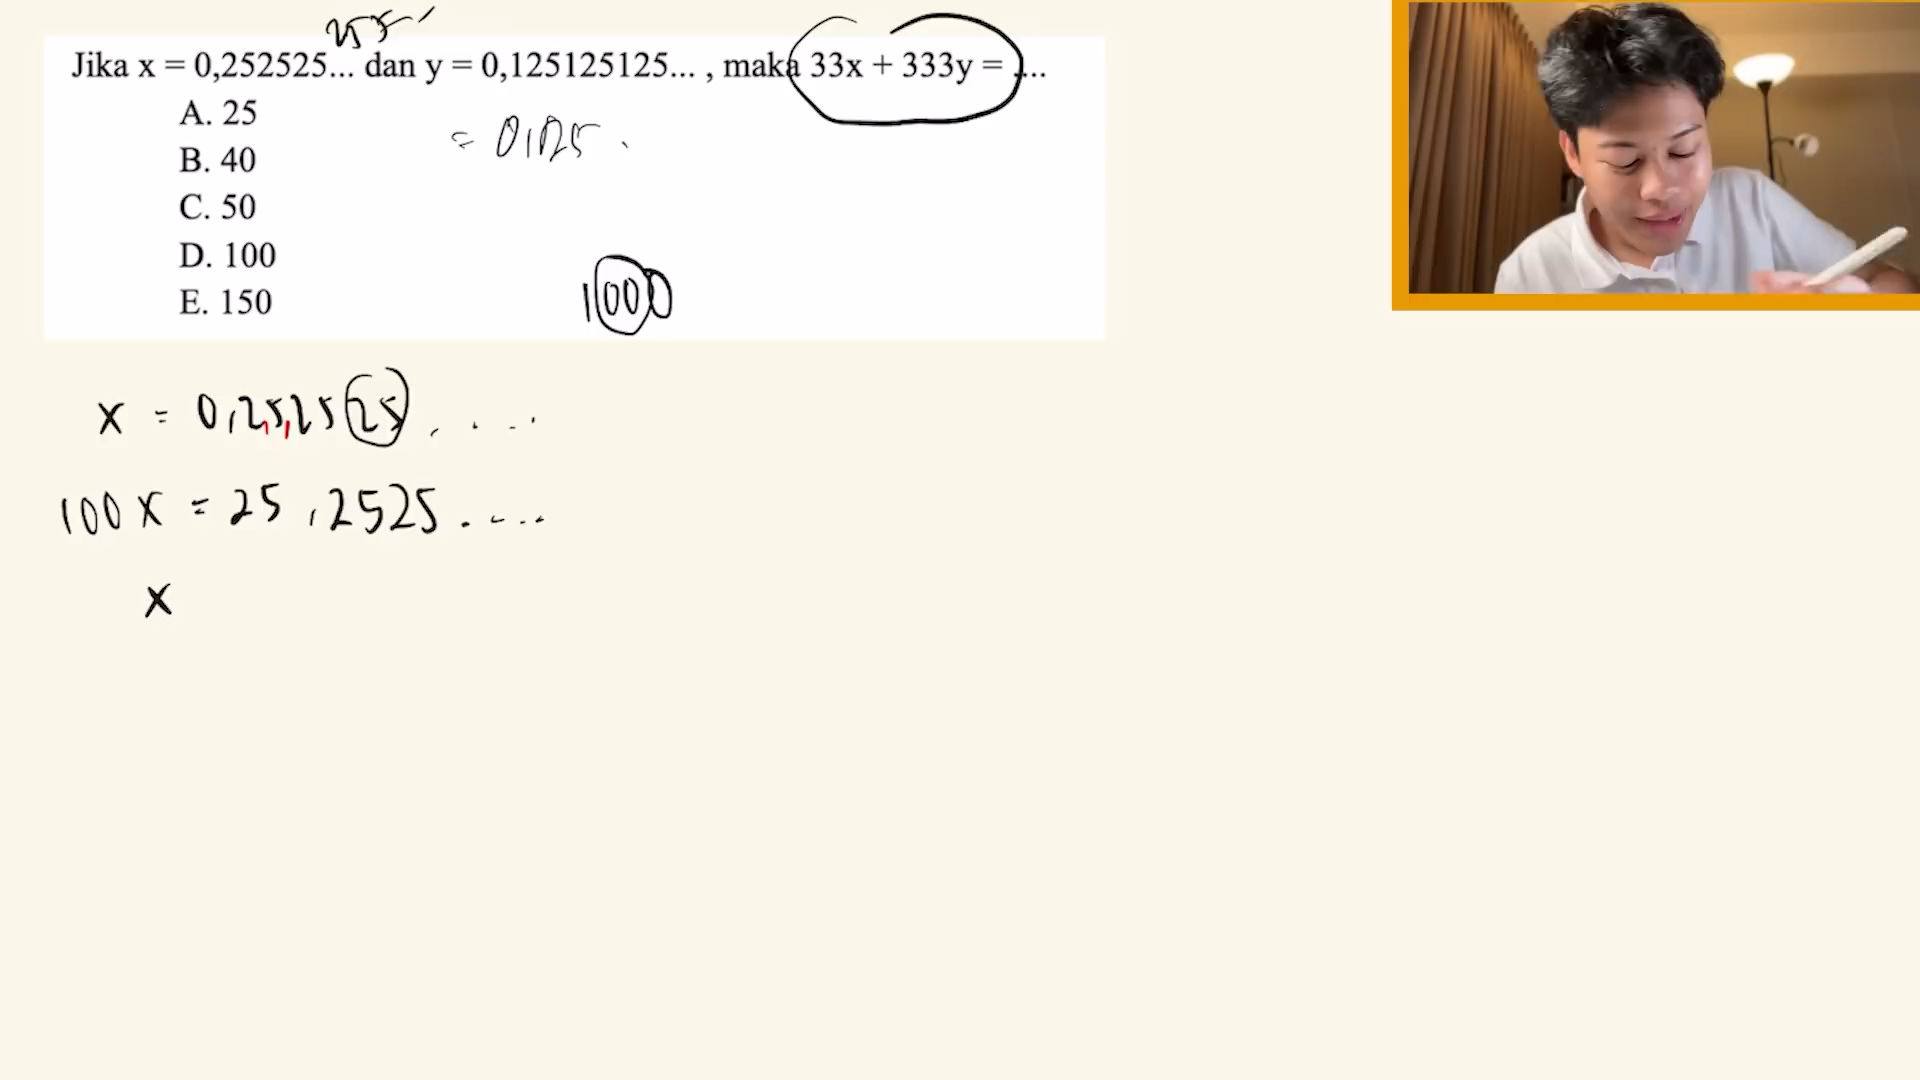 25
Jika x = 0,252525... dan y = 0,125125125... , maka 33x + 333y = ....
A. 25
= 0,125
B. 40
C. 50
D. 100
E. 150
1000
x = 0,252525 . . . .
100x = 25,2525 . . . .
x